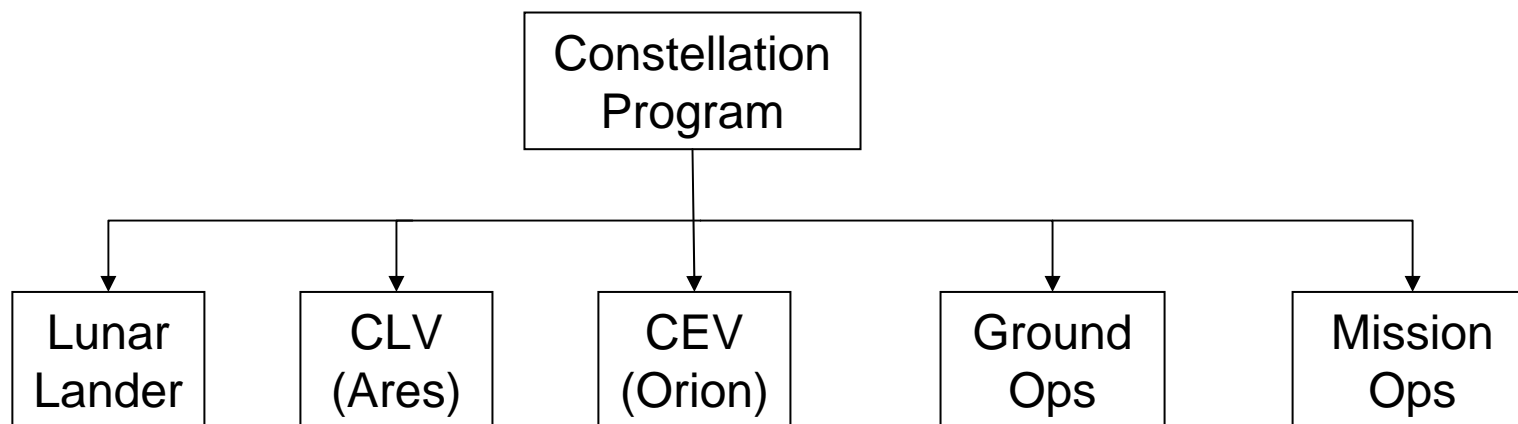 Constellation
Program
Lunar
Lander
CLV
(Ares)
CEV
(Orion)
Ground
Ops
Mission
Ops